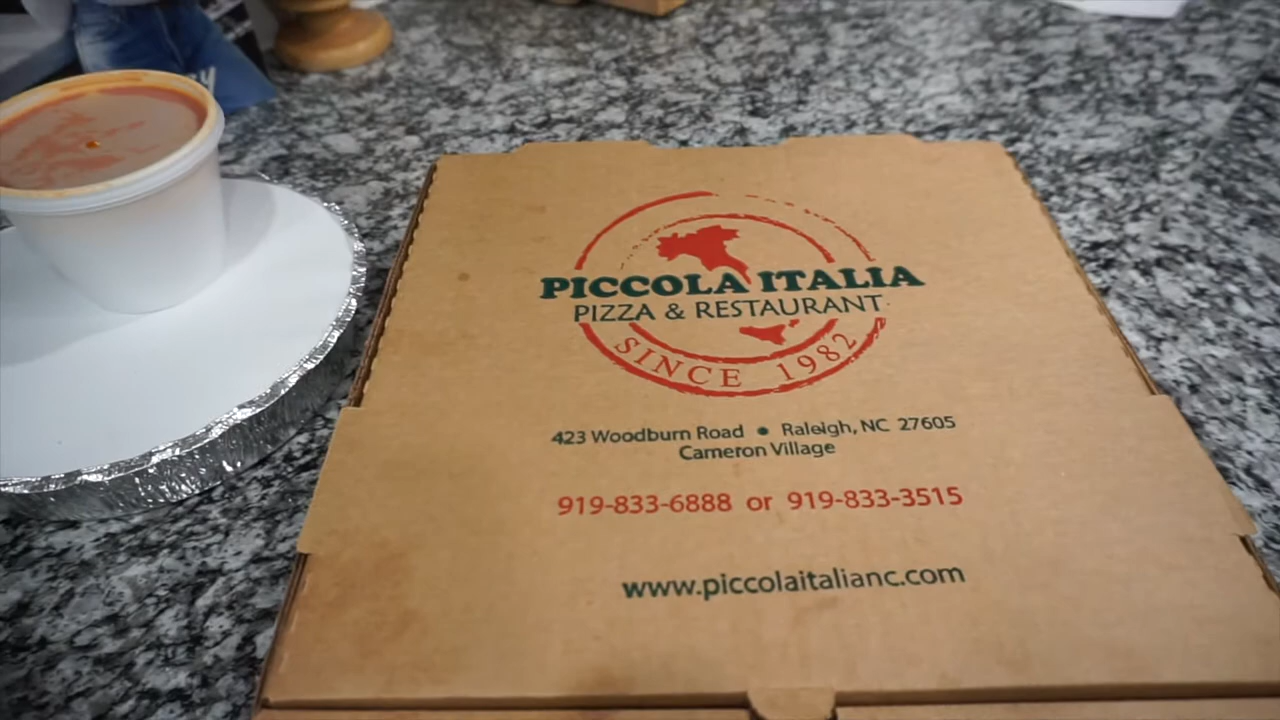 PICCOLA ITALIA
PIZZA & RESTAURANT
SINCE 1982
423 Woodburn Road • Raleigh, NC 27605
Cameron Village
919-833-6888 or 919-833-3515
www.piccolaitalianc.com